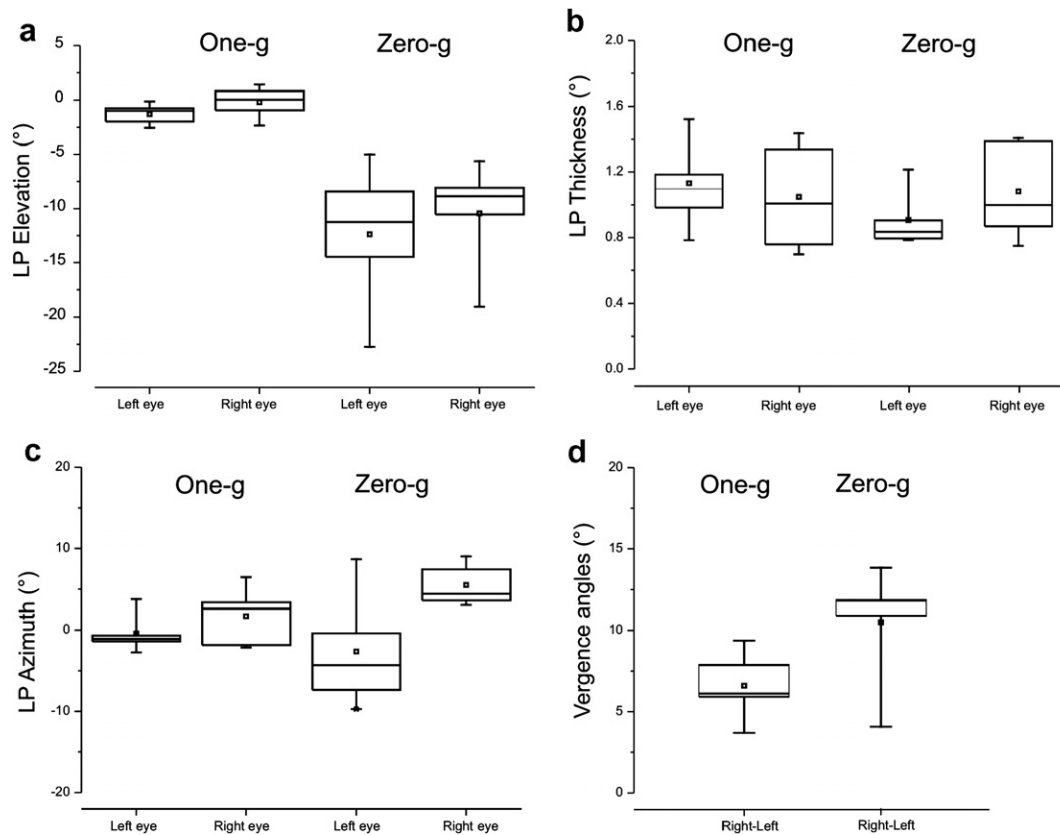 a
One-g Zero-g
LP Elevation (°)
5
0
-5
-10
-15
-20
-25
Left eye Right eye Left eye Right eye
b
One-g Zero-g
LP Thickness (°)
2.0
1.6
1.2
0.8
0.4
0.0
Left eye Right eye Left eye Right eye
c
One-g Zero-g
LP Azimuth (°)
20
10
0
-10
-20
Left eye Right eye Left eye Right eye
d
One-g Zero-g
Vergence angles (°)
20
15
10
5
0
Right-Left Right-Left